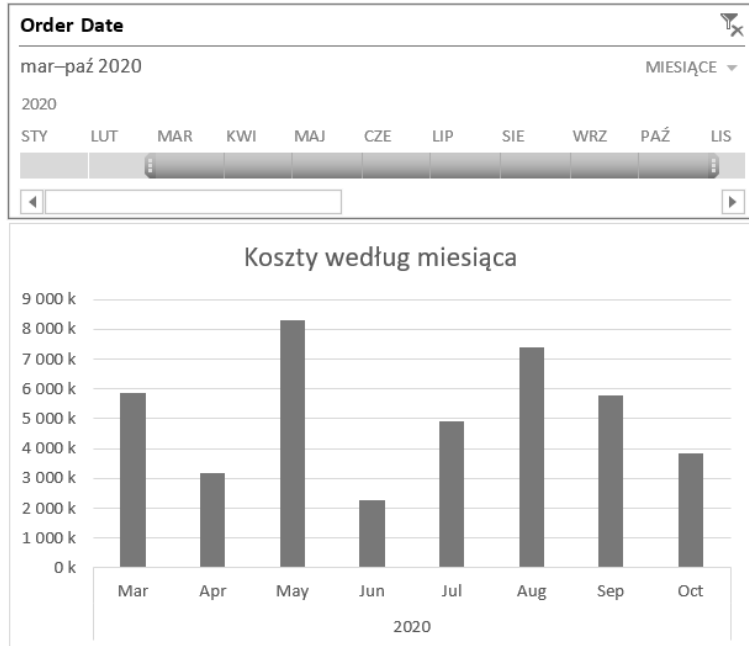 Order Date
mar–paź 2020 MIESIĄCE
2020
STY LUT MAR KWI MAJ CZE LIP SIE WRZ PAŹ LIS
Koszty według miesiąca
9 000 k
8 000 k
7 000 k
6 000 k
5 000 k
4 000 k
3 000 k
2 000 k
1 000 k
0 k
Mar Apr May Jun Jul Aug Sep Oct
2020